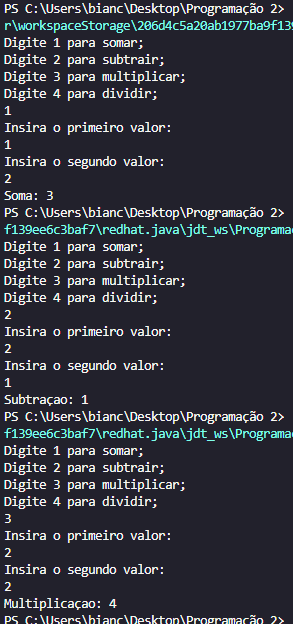 PS C:\Users\bianc\Desktop\Programação 2>
r\workspaceStorage\206d4c5a20ab1977ba9f139
Digite 1 para somar;
Digite 2 para subtrair;
Digite 3 para multiplicar;
Digite 4 para dividir;
1
Insira o primeiro valor:
1
Insira o segundo valor:
2
Soma: 3
PS C:\Users\bianc\Desktop\Programação 2>
f139ee6c3baf7\redhat.java\jdt_ws\Programa
Digite 1 para somar;
Digite 2 para subtrair;
Digite 3 para multiplicar;
Digite 4 para dividir;
2
Insira o primeiro valor:
2
Insira o segundo valor:
1
Subtraçao: 1
PS C:\Users\bianc\Desktop\Programação 2>
f139ee6c3baf7\redhat.java\jdt_ws\Programa
Digite 1 para somar;
Digite 2 para subtrair;
Digite 3 para multiplicar;
Digite 4 para dividir;
3
Insira o primeiro valor:
2
Insira o segundo valor:
2
Multiplicaçao: 4
PS C:\Users\bianc\Desktop\Programação 2>